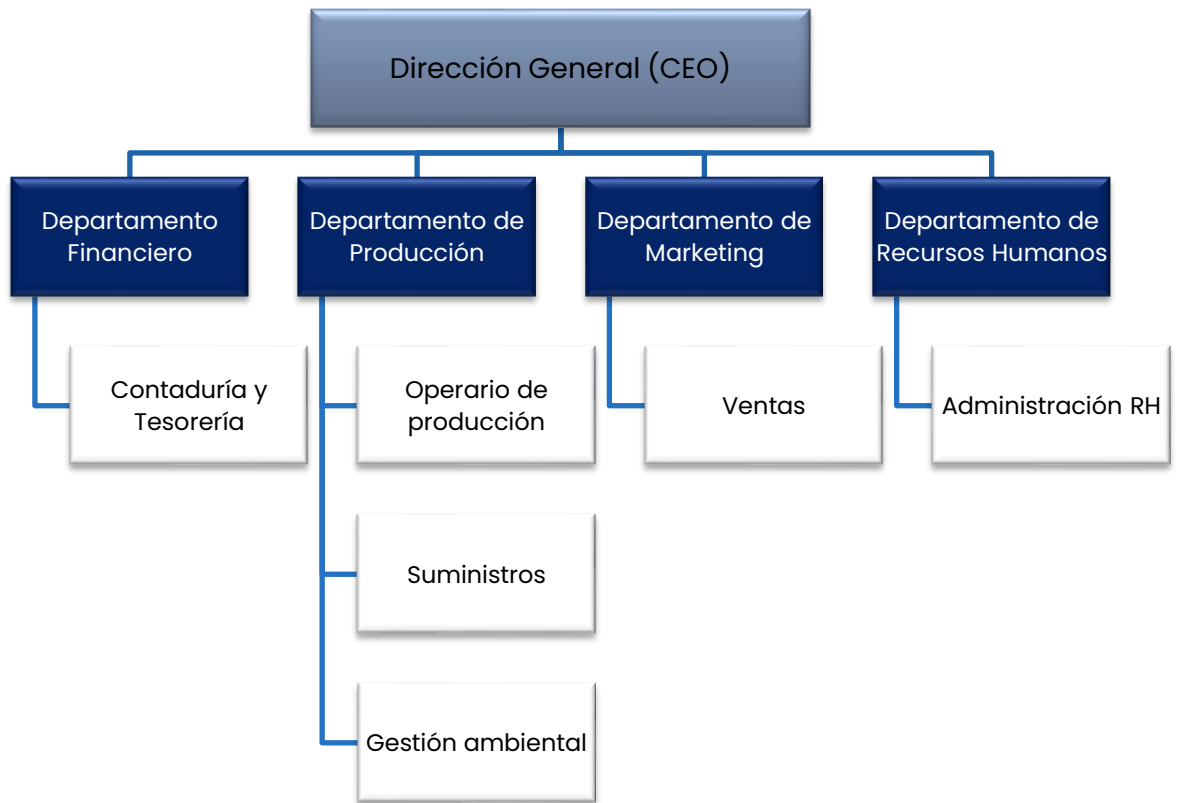 Dirección General (CEO)
Departamento
Financiero
Departamento de
Producción
Departamento de
Marketing
Departamento de
Recursos Humanos
Contaduría y
Tesorería
Operario de
producción
Ventas
Administración RH
Suministros
Gestión ambiental